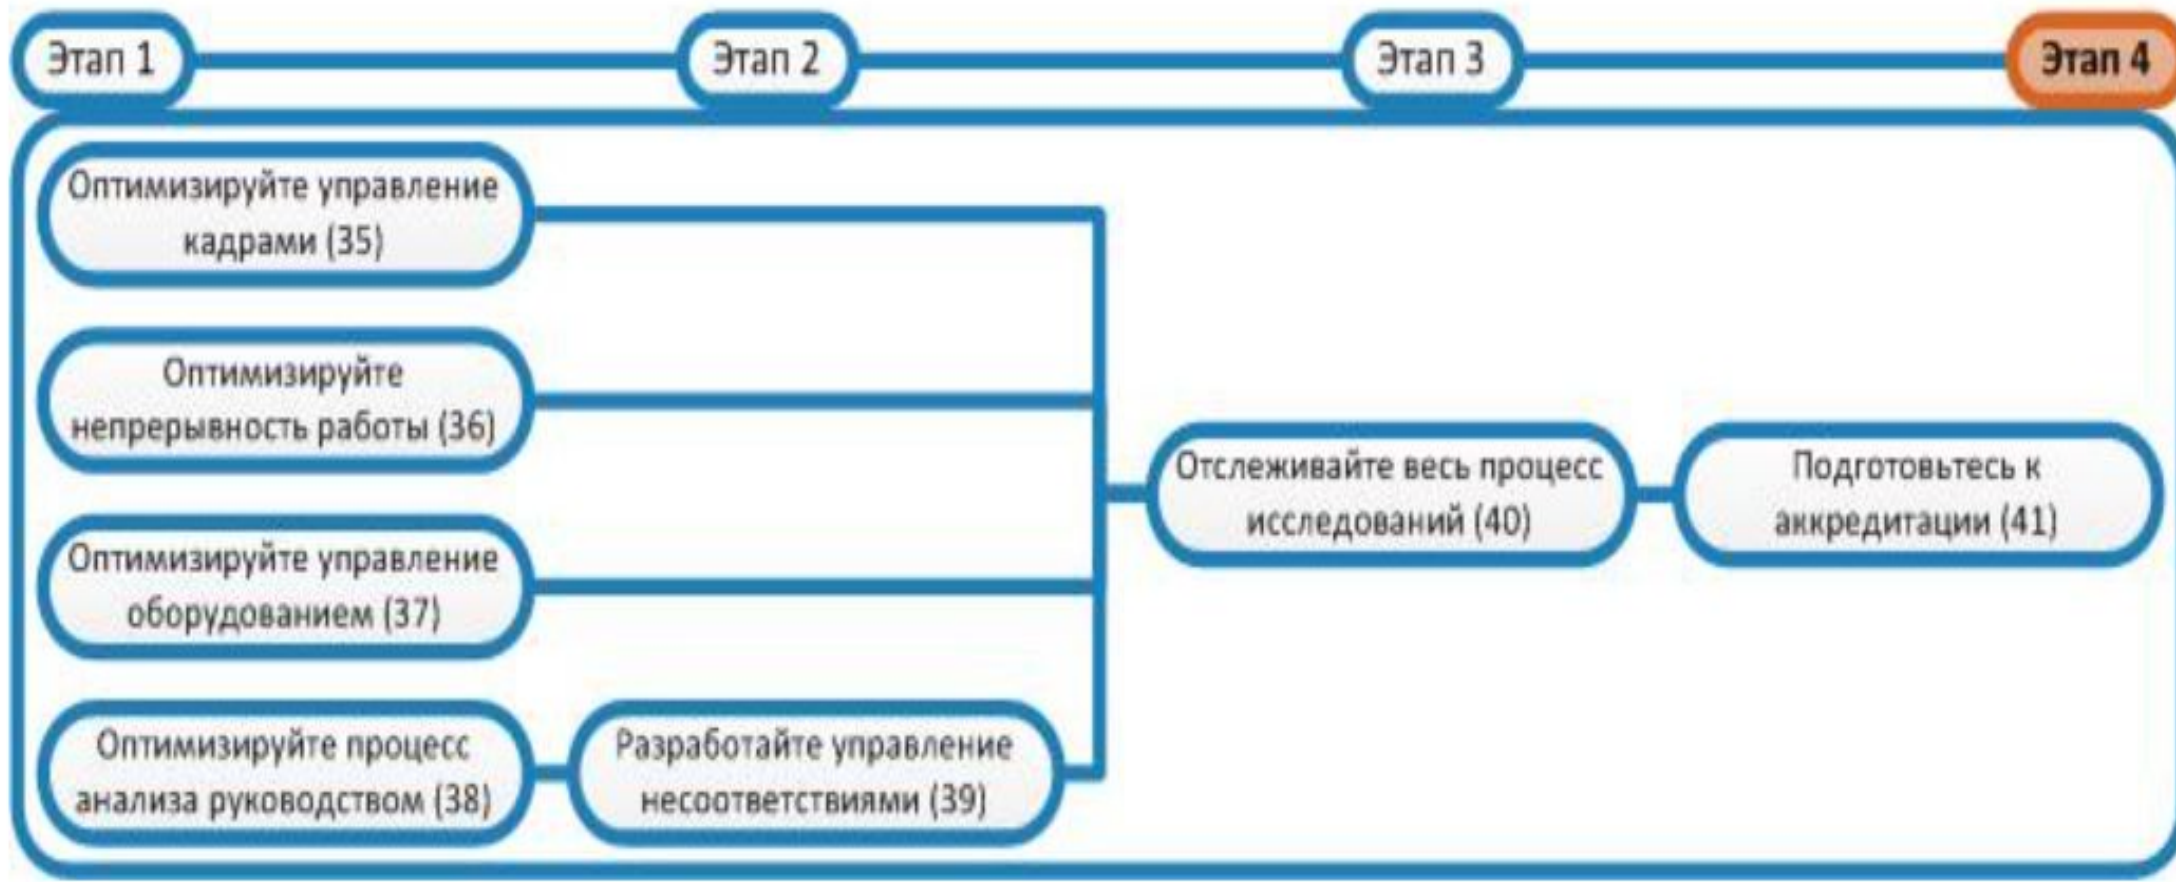 Этап 1
Этап 2
Этап 3
Этап 4
Оптимизируйте управление
кадрами (35)
Оптимизируйте
непрерывность работы (36)
Оптимизируйте управление
оборудованием (37)
Оптимизируйте процесс
анализа руководством (38)
Разработайте управление
несоответствиями (39)
Отслеживайте весь процесс
исследований (40)
Подготовьтесь к
аккредитации (41)